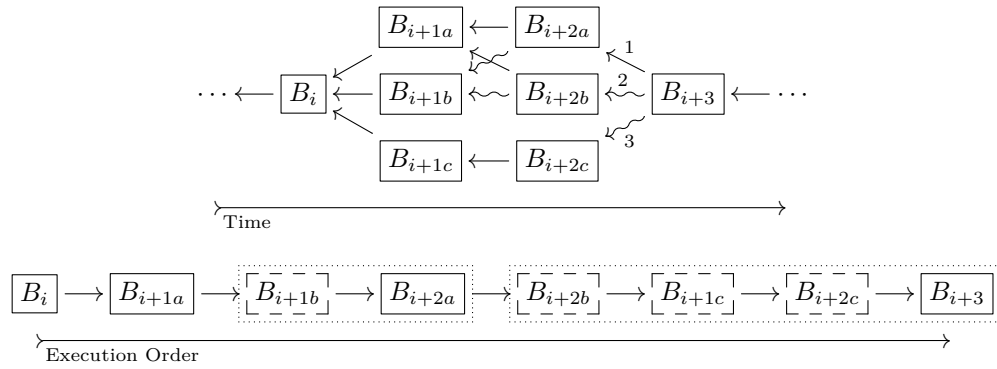 B_{i+1a} B_{i+2a}
1
⋯ B_i B_{i+1b} B_{i+2b} 2 B_{i+3} ⋯
3
B_{i+1c} B_{i+2c}
Time
B_i B_{i+1a} B_{i+1b} B_{i+2a} B_{i+2b} B_{i+1c} B_{i+2c} B_{i+3}
Execution Order